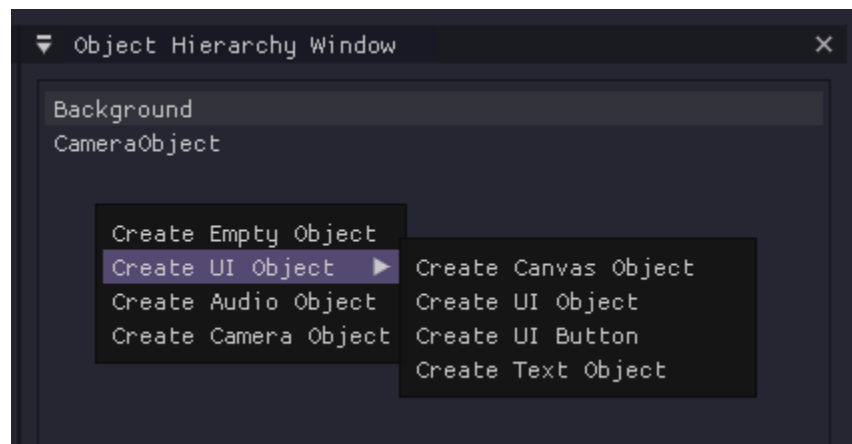 Object Hierarchy Window
Background
CameraObject
Create Empty Object
Create UI Object
Create Audio Object
Create Camera Object
Create Canvas Object
Create UI Object
Create UI Button
Create Text Object